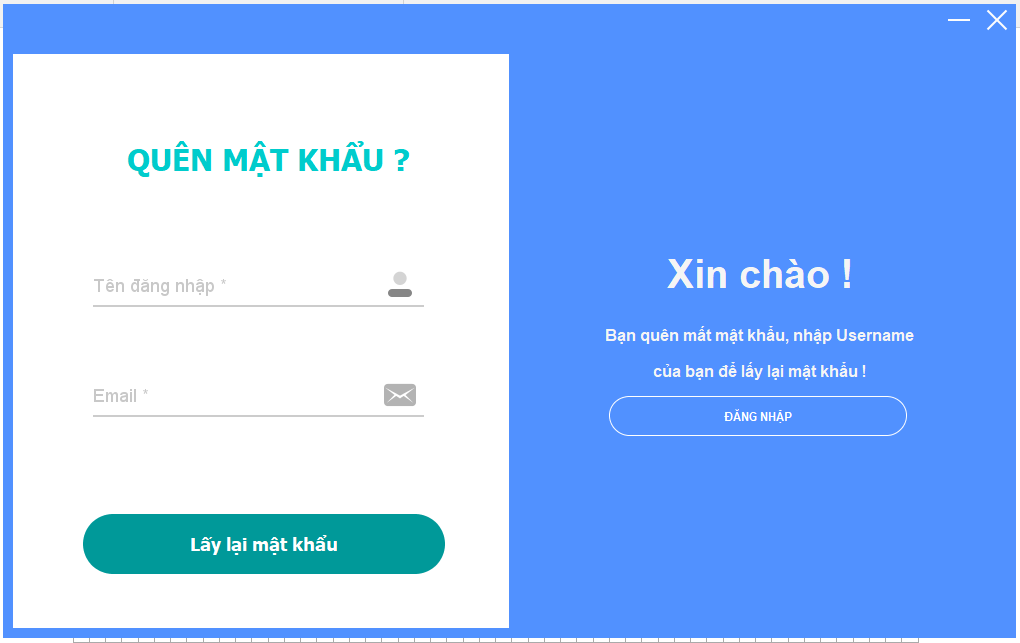 QUÊN MẬT KHẨU ?
Tên đăng nhập *
Email *
Lấy lại mật khẩu
Xin chào !
Bạn quên mất mật khẩu, nhập Username
của bạn để lấy lại mật khẩu !
ĐĂNG NHẬP